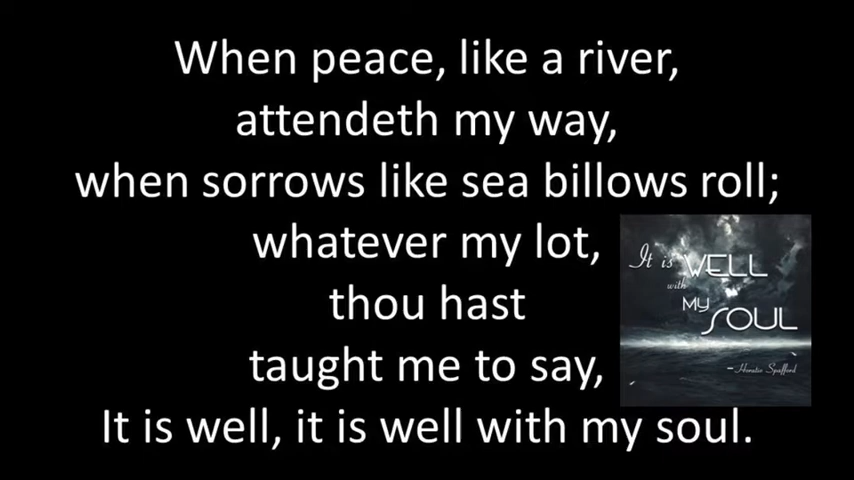 When peace, like a river,
attendeth my way,
when sorrows like sea billows roll;
whatever my lot,
thou hast
taught me to say,
It is well, it is well with my soul.
It is WELL
with
MY
SOUL
–Horatio Spafford